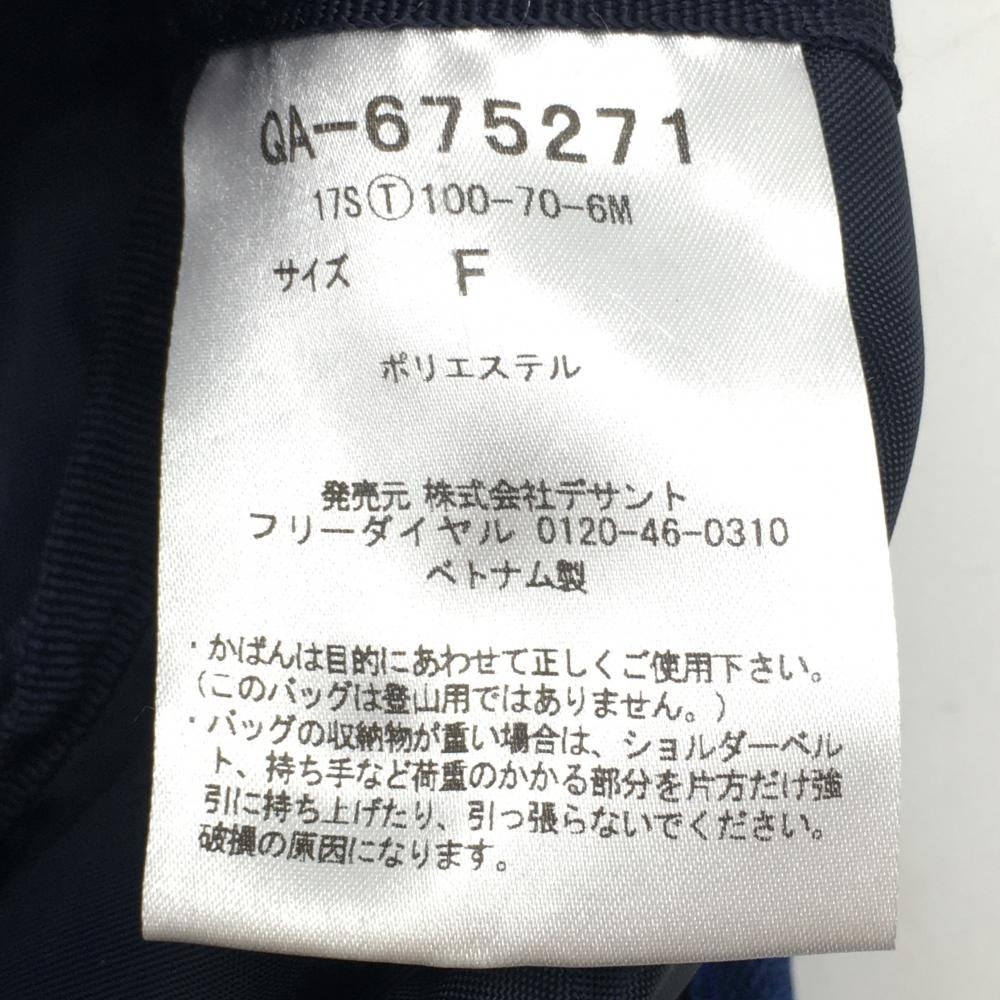 QA-675271
17SⓉ100-70-6M
サイズ F
ポリエステル
発売元 株式会社デサント
フリーダイヤル 0120-46-0310
ベトナム製
・かばんは目的にあわせて正しくご使用下さい。
(このバッグは登山用ではありません。)
・バッグの収納物が重い場合は、ショルダーベル
ト、持ち手など荷重のかかる部分を片方だけ強
引に持ち上げたり、引っ張らないでください。
破損の原因になります。